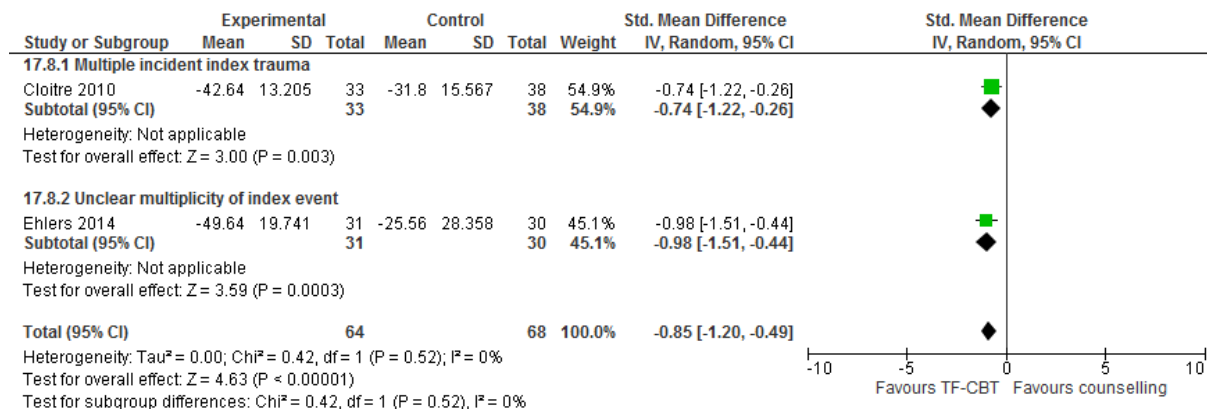 Experimental Control Std. Mean Difference Std. Mean Difference
Study or Subgroup Mean SD Total Mean SD Total Weight IV, Random, 95% CI IV, Random, 95% CI
17.8.1 Multiple incident index trauma
Cloitre 2010 -42.64 13.205 33 -31.8 15.567 38 54.9% -0.74 [-1.22, -0.26]
Subtotal (95% CI) 33 38 54.9% -0.74 [-1.22, -0.26]
Heterogeneity: Not applicable
Test for overall effect: Z = 3.00 (P = 0.003)
17.8.2 Unclear multiplicity of index event
Ehlers 2014 -49.64 19.741 31 -25.56 28.358 30 45.1% -0.98 [-1.51, -0.44]
Subtotal (95% CI) 31 30 45.1% -0.98 [-1.51, -0.44]
Heterogeneity: Not applicable
Test for overall effect: Z = 3.59 (P = 0.0003)
Total (95% CI) 64 68 100.0% -0.85 [-1.20, -0.49]
Heterogeneity: Tau² = 0.00; Chi² = 0.42, df = 1 (P = 0.52); I² = 0%
-10 -5 0 5 10
Test for overall effect: Z = 4.63 (P < 0.00001)
Favours TF-CBT Favours counselling
Test for subgroup differences: Chi² = 0.42, df = 1 (P = 0.52), I² = 0%